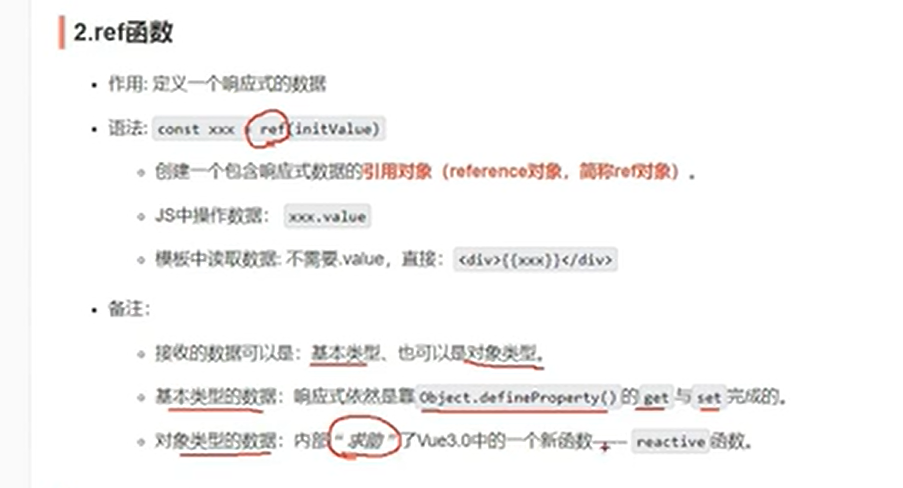 2.ref函数
作用: 定义一个响应式的数据
语法: const xxx = ref(initValue)
创建一个包含响应式数据的引用对象（reference对象，简称ref对象）。
JS中操作数据： xxx.value
模板中读取数据: 不需要.value，直接：<div>{{xxx}}</div>
备注：
接收的数据可以是：基本类型、也可以是对象类型。
基本类型的数据：响应式依然是靠Object.defineProperty()的get与set完成的。
对象类型的数据：内部“求助”了Vue3.0中的一个新函数—— reactive函数。